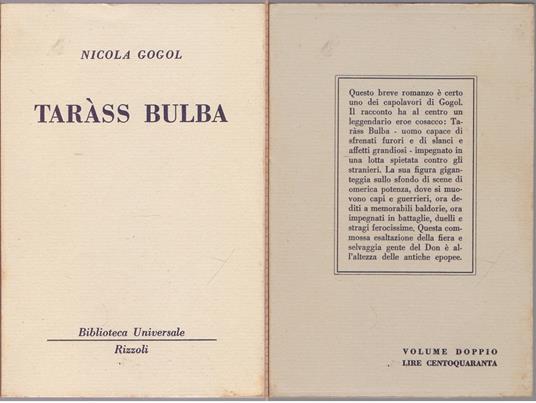 NICOLA GOGOL
TARÀSS BULBA
Biblioteca Universale
Rizzoli
Questo breve romanzo è certo
uno dei capolavori di Gogol.
Il racconto ha al centro un
leggendario eroe cosacco: Ta-
ràss Bulba - uomo capace di
sfrenati furori e di slanci e
affetti grandiosi - impegnato in
una lotta spietata contro gli
stranieri. La sua figura gigan-
teggia sullo sfondo di scene di
omerica potenza, dove si muo-
vono capi e guerrieri, ora de-
diti a memorabili baldorie, ora
impegnati in battaglie, duelli e
stragi ferocissime. Questa com-
mossa esaltazione della fiera e
selvaggia gente del Don è al-
l'altezza delle antiche epopee.
VOLUME DOPPIO
LIRE CENTOQUARANTA